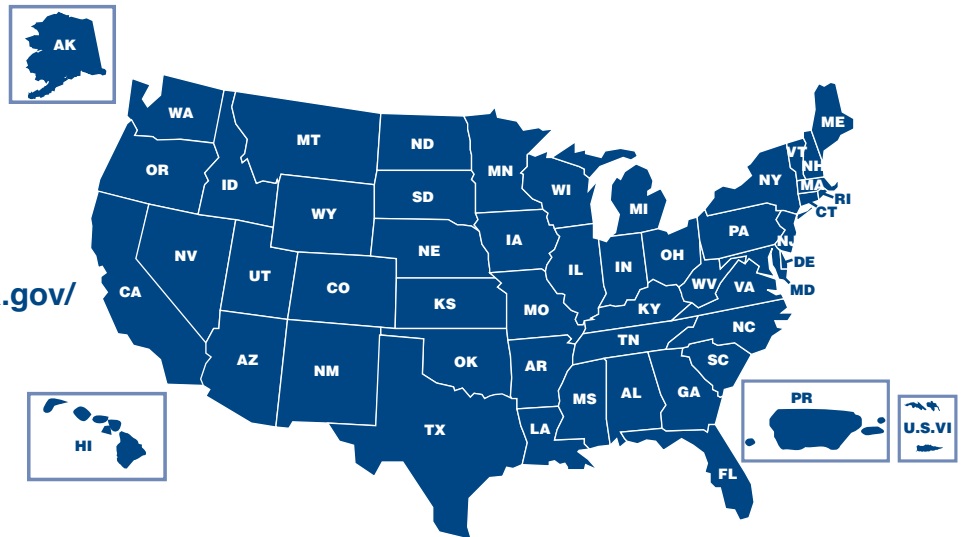 AK
WA
MT
ND
MN
ME
VT
NH
OR
ID
SD
WI
NY
MA
RI
CT
WY
MI
PA
NJ
IA
NE
OH
NV
UT
IL
IN
DE
CO
WV
VA
MD
CA
.gov/
KS
MO
KY
NC
TN
AZ
NM
OK
AR
SC
MS
AL
GA
PR
TX
LA
U.S.VI
HI
FL